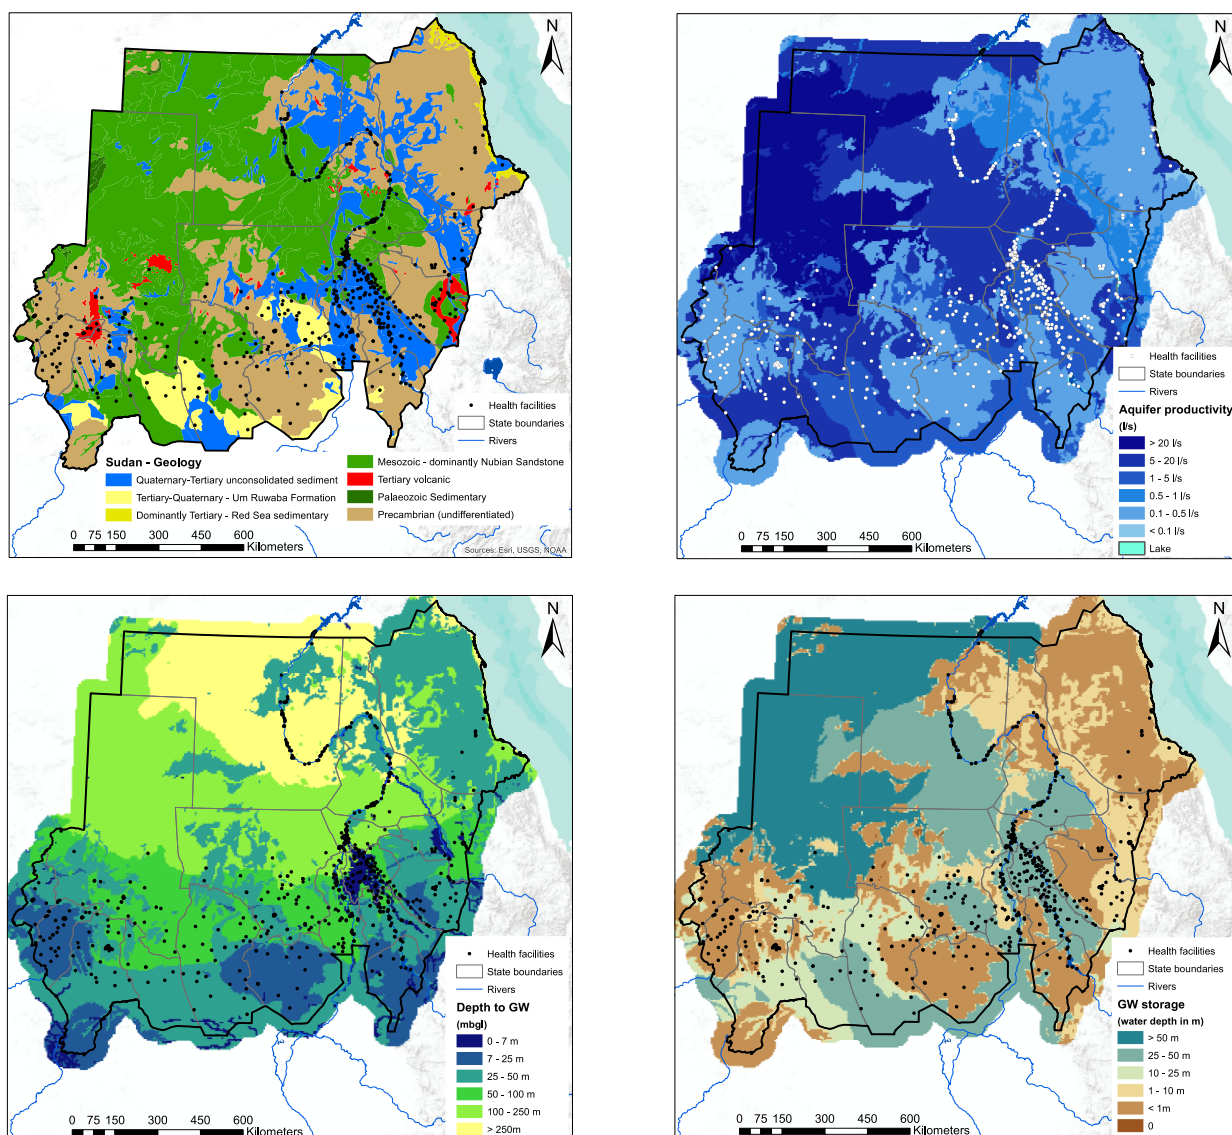 N
Health facilities
State boundaries
Rivers
Sudan - Geology
Quaternary-Tertiary unconsolidated sediment
Tertiary-Quaternary - Um Ruwaba Formation
Dominantly Tertiary - Red Sea sedimentary
Mesozoic - dominantly Nubian Sandstone
Tertiary volcanic
Palaeozoic Sedimentary
Precambrian (undifferentiated)
0 75 150 300 450 600
Kilometers
Sources: Esri, USGS, NOAA
N
Health facilities
State boundaries
Rivers
Aquifer productivity
(l/s)
> 20 l/s
5 - 20 l/s
1 - 5 l/s
0.5 - 1 l/s
0.1 - 0.5 l/s
< 0.1 l/s
Lake
0 75 150 300 450 600
Kilometers
N
Health facilities
State boundaries
Rivers
Depth to GW
(mbgl)
0 - 7 m
7 - 25 m
25 - 50 m
50 - 100 m
100 - 250 m
> 250m
0 75 150 300 450 600
Kilometers
N
Health facilities
State boundaries
Rivers
GW storage
(water depth in m)
> 50 m
25 - 50 m
10 - 25 m
1 - 10 m
< 1m
0
0 75 150 300 450 600
Kilometers